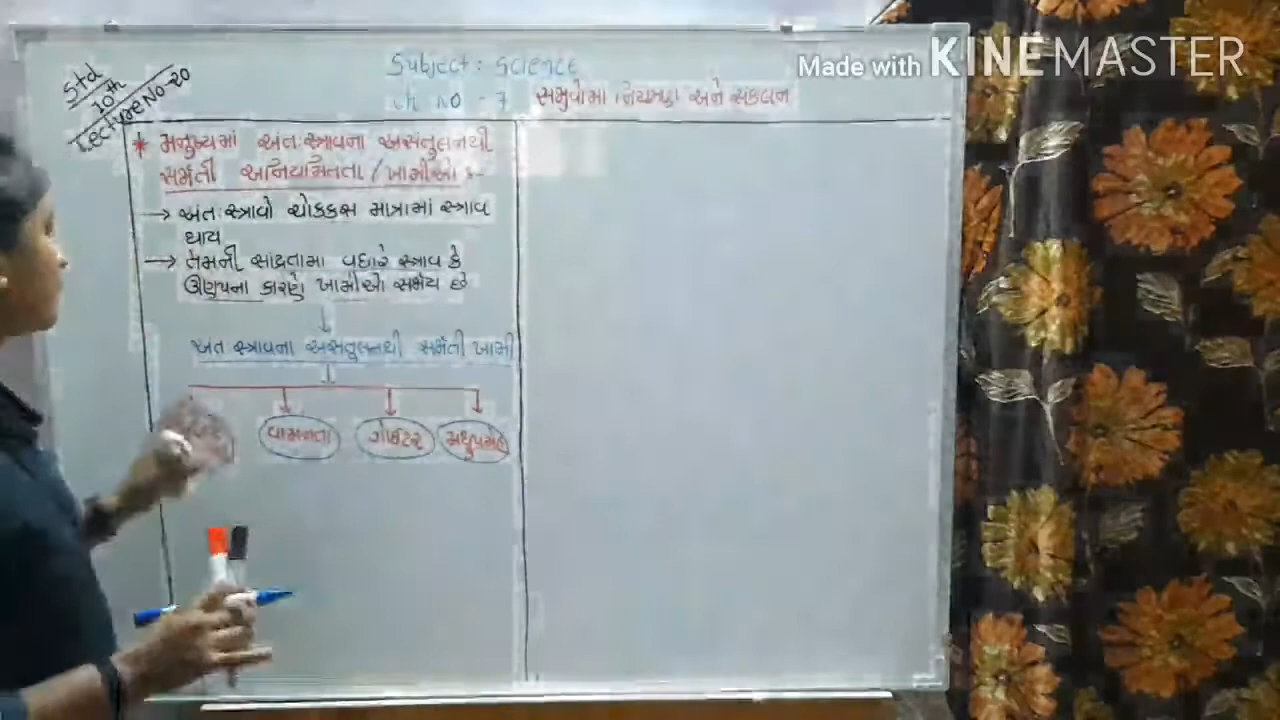 Made with KINEMASTER
Std
10th
Lecture No-20
Subject : Science
Ch NO - 7 સજીવોમાં નિયંત્રણ અને સંકલન
* મનુષ્યમાં અંતઃસ્ત્રાવના અસંતુલનથી
સર્જાતી અનિયમિતતા / ખામીઓ :-
→ અંતઃસ્ત્રાવો ચોક્કસ માત્રામાં સ્ત્રાવ
થાય
→ તેમની સાંદ્રતામા વધારે સ્ત્રાવ કે
ઊણપના કારણે ખામીઓ સર્જાય છે
અંત સ્ત્રાવના અસંતુલનથી સર્જાતી ખામી
વામનતા ગોઈટર મધુપ્રમેહ